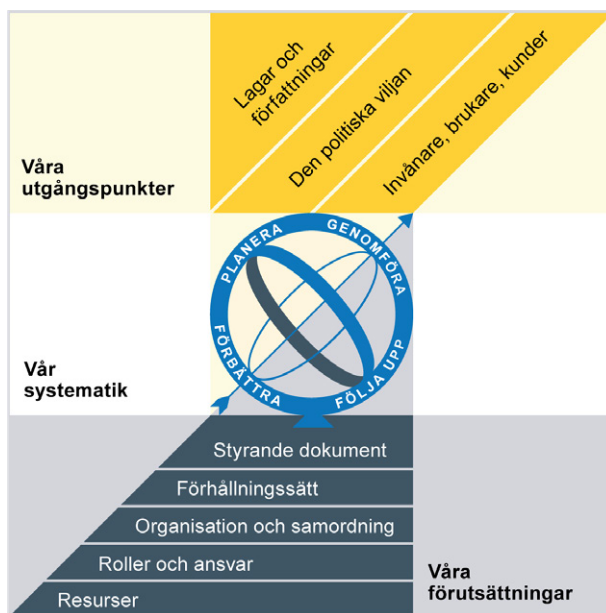 Lagar och
författningar
Den politiska viljan
Invånare, brukare, kunder
Våra
utgångspunkter
PLANERA
GENOMFÖRA
FÖRBÄTTRA
FÖLJA UPP
Vår
systematik
Styrande dokument
Förhållningssätt
Organisation och samordning
Roller och ansvar
Resurser
Våra
förutsättningar